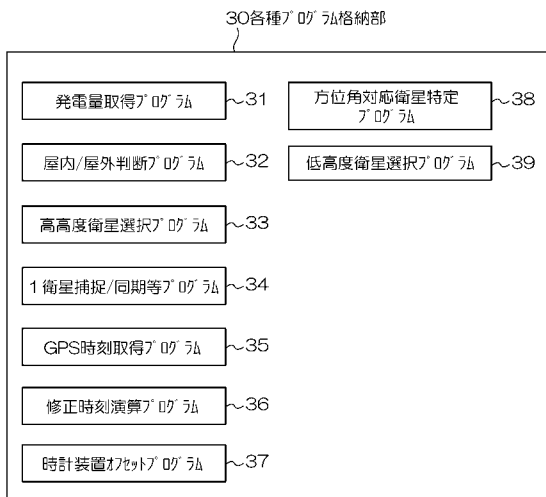 30各種ﾌﾟﾛｸﾞﾗﾑ格納部
発電量取得ﾌﾟﾛｸﾞﾗﾑ 31
屋内/屋外判断ﾌﾟﾛｸﾞﾗﾑ 32
高高度衛星選択ﾌﾟﾛｸﾞﾗﾑ 33
1衛星捕捉/同期等ﾌﾟﾛｸﾞﾗﾑ 34
GPS時刻取得ﾌﾟﾛｸﾞﾗﾑ 35
修正時刻演算ﾌﾟﾛｸﾞﾗﾑ 36
時計装置ｵﾌｾｯﾄﾌﾟﾛｸﾞﾗﾑ 37
方位角対応衛星特定
ﾌﾟﾛｸﾞﾗﾑ 38
低高度衛星選択ﾌﾟﾛｸﾞﾗﾑ 39